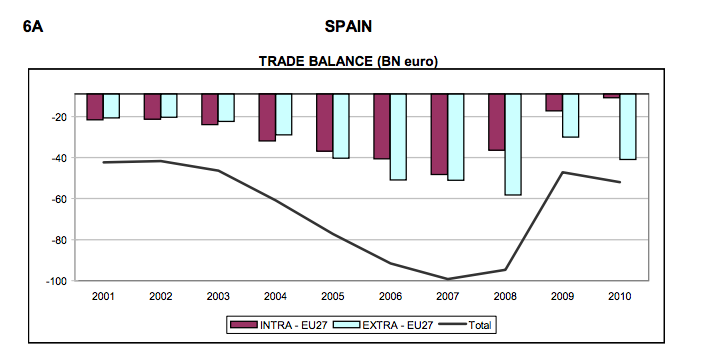 6A SPAIN
TRADE BALANCE (BN euro)
-20
-40
-60
-80
-100
2001 2002 2003 2004 2005 2006 2007 2008 2009 2010
INTRA - EU27 EXTRA - EU27 Total